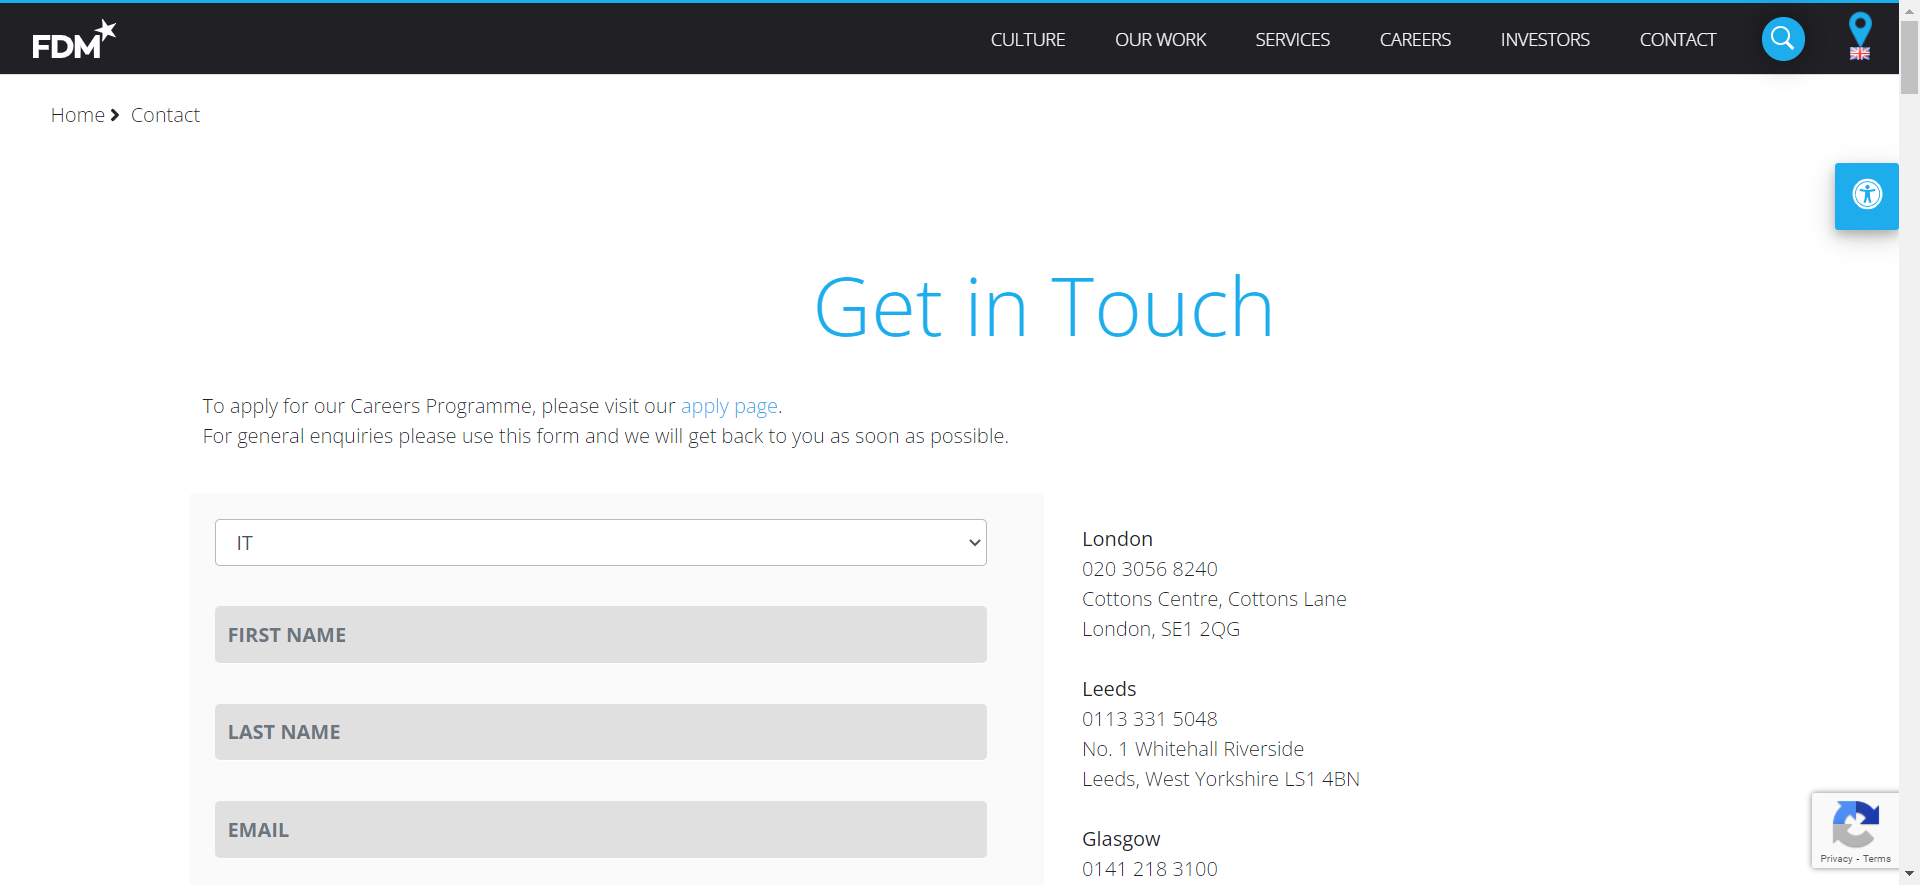 FDM
CULTURE
OUR WORK
SERVICES
CAREERS
INVESTORS
CONTACT
Home
Contact
Get in Touch
To apply for our Careers Programme, please visit our apply page.
For general enquiries please use this form and we will get back to you as soon as possible.
IT
FIRST NAME
LAST NAME
EMAIL
London
020 3056 8240
Cottons Centre, Cottons Lane
London, SE1 2QG
Leeds
0113 331 5048
No. 1 Whitehall Riverside
Leeds, West Yorkshire LS1 4BN
Glasgow
0141 218 3100
Privacy - Terms